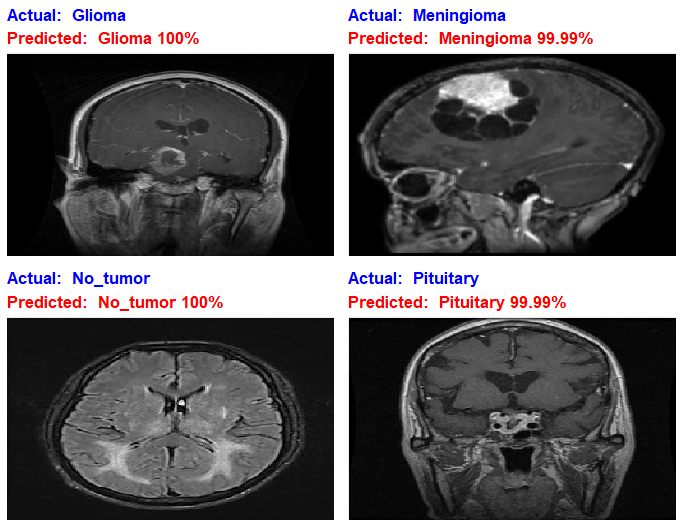 Actual: Glioma
Predicted: Glioma 100%
Actual: Meningioma
Predicted: Meningioma 99.99%
Actual: No_tumor
Predicted: No_tumor 100%
Actual: Pituitary
Predicted: Pituitary 99.99%